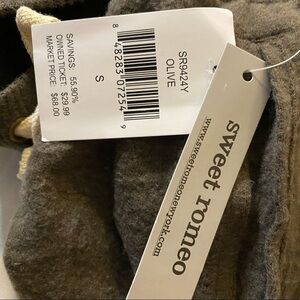 SR9424Y
OLIVE
8 48283 07254 9
S
SAVINGS: 55.90%
OWNED TICKET: $29.99
MARKET PRICE: $68.00
sweet romeo
www.sweetromeonewyork.com